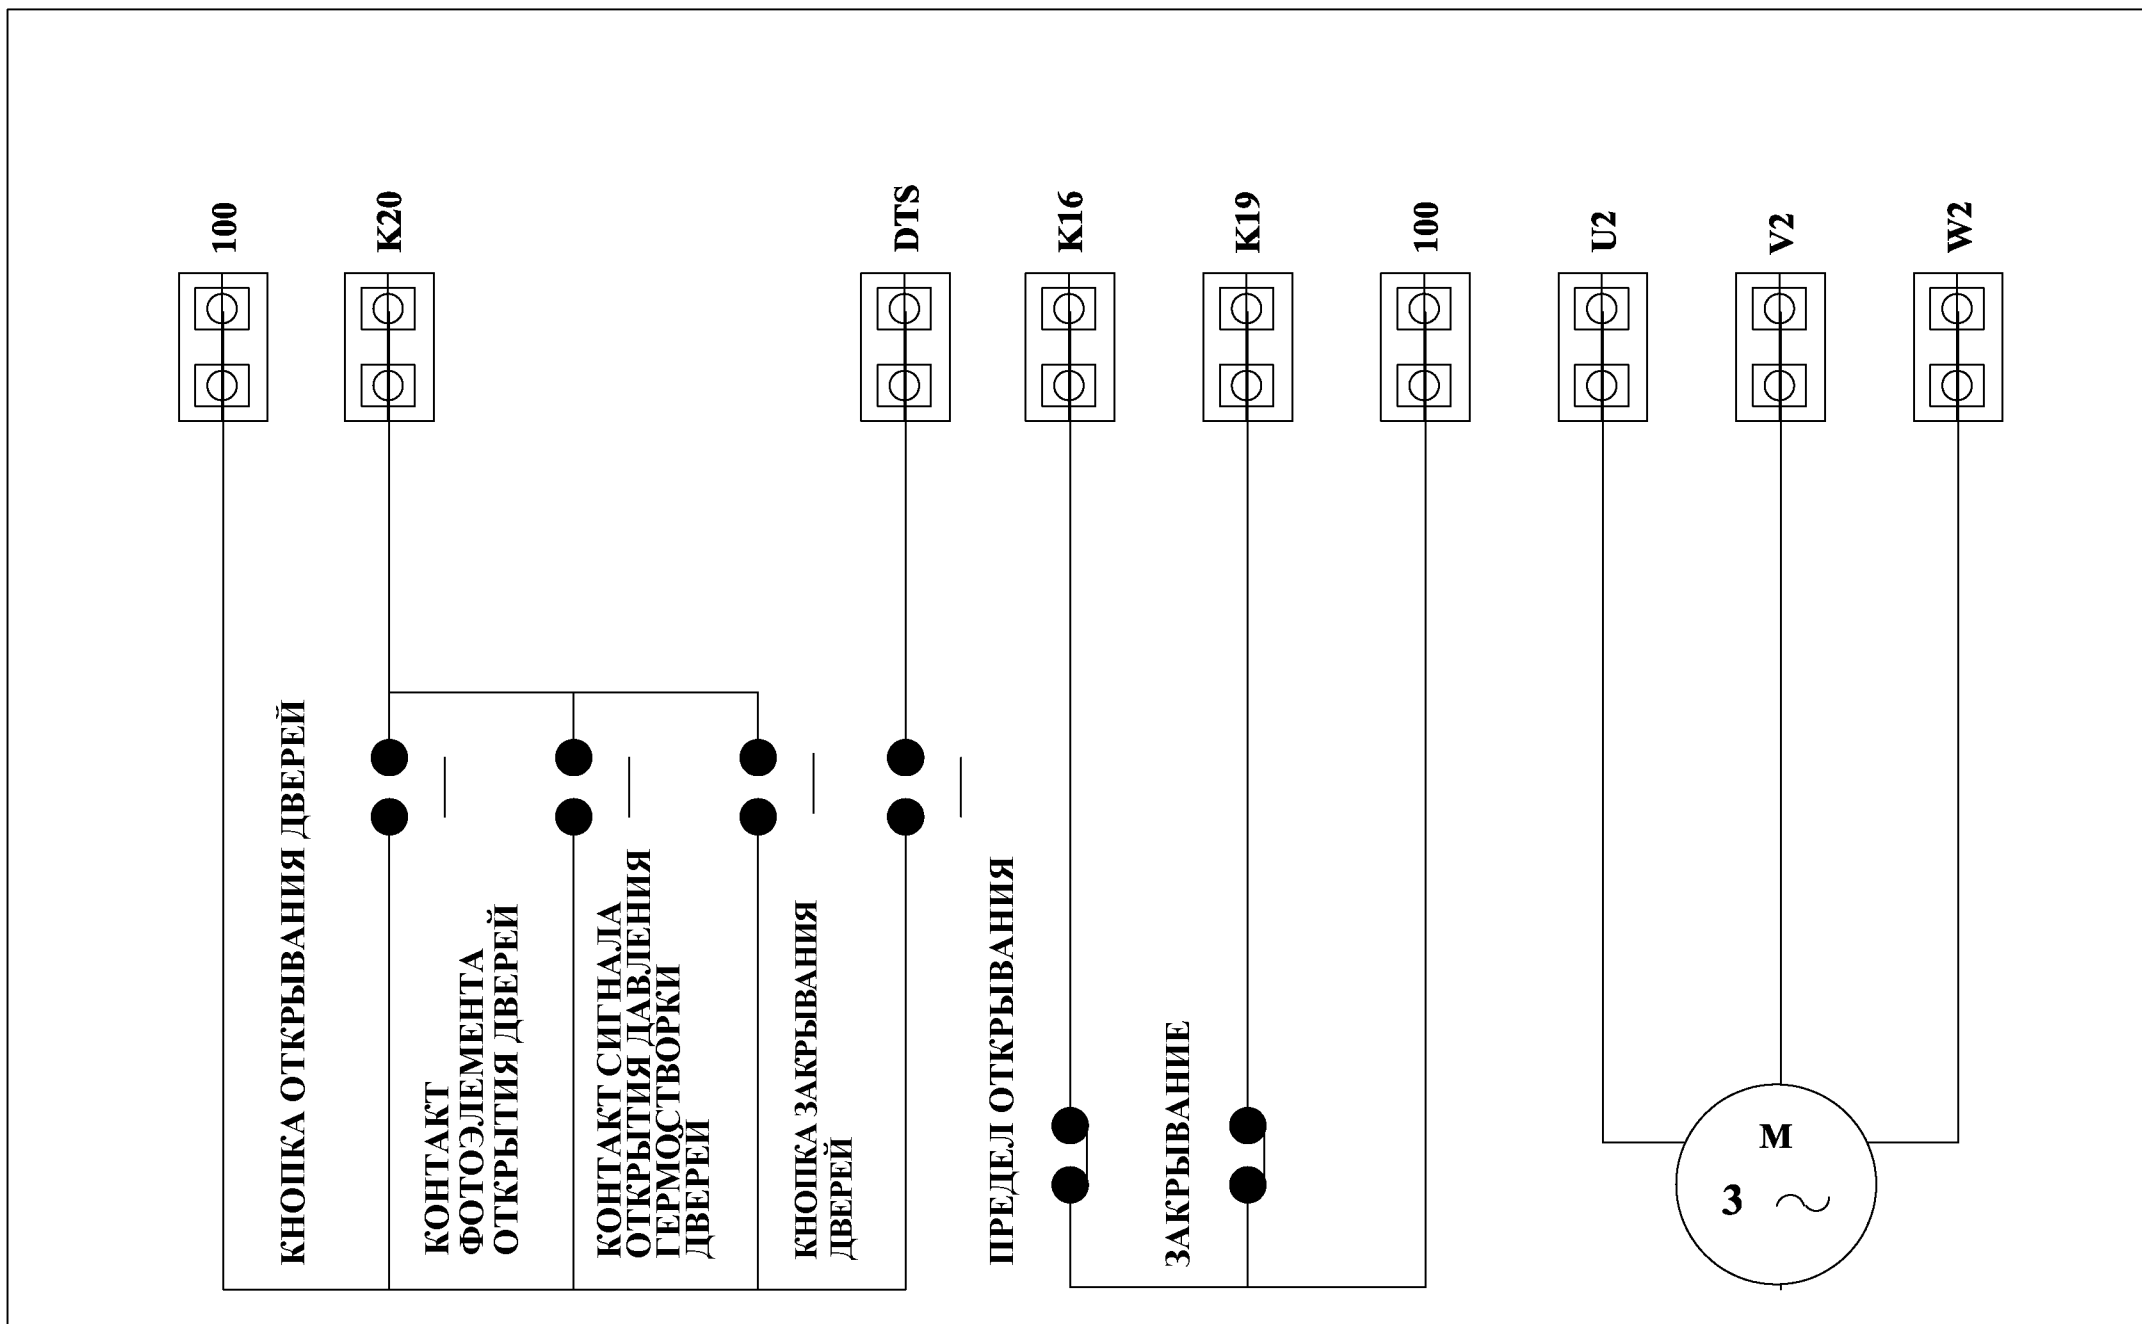 100
K20
DTS
K16
K19
100
U2
V2
W2
КНОПКА ОТКРЫВАНИЯ ДВЕРЕЙ
КОНТАКТ
ФОТОЭЛЕМЕНТА
ОТКРЫТИЯ ДВЕРЕЙ
КОНТАКТ СИГНАЛА
ОТКРЫТИЯ ДАВЛЕНИЯ
ГЕРМОСТВОРКИ
ДВЕРЕЙ
КНОПКА ЗАКРЫВАНИЯ
ДВЕРЕЙ
ПРЕДЕЛ ОТКРЫВАНИЯ
ЗАКРЫВАНИЕ
M
3 ~